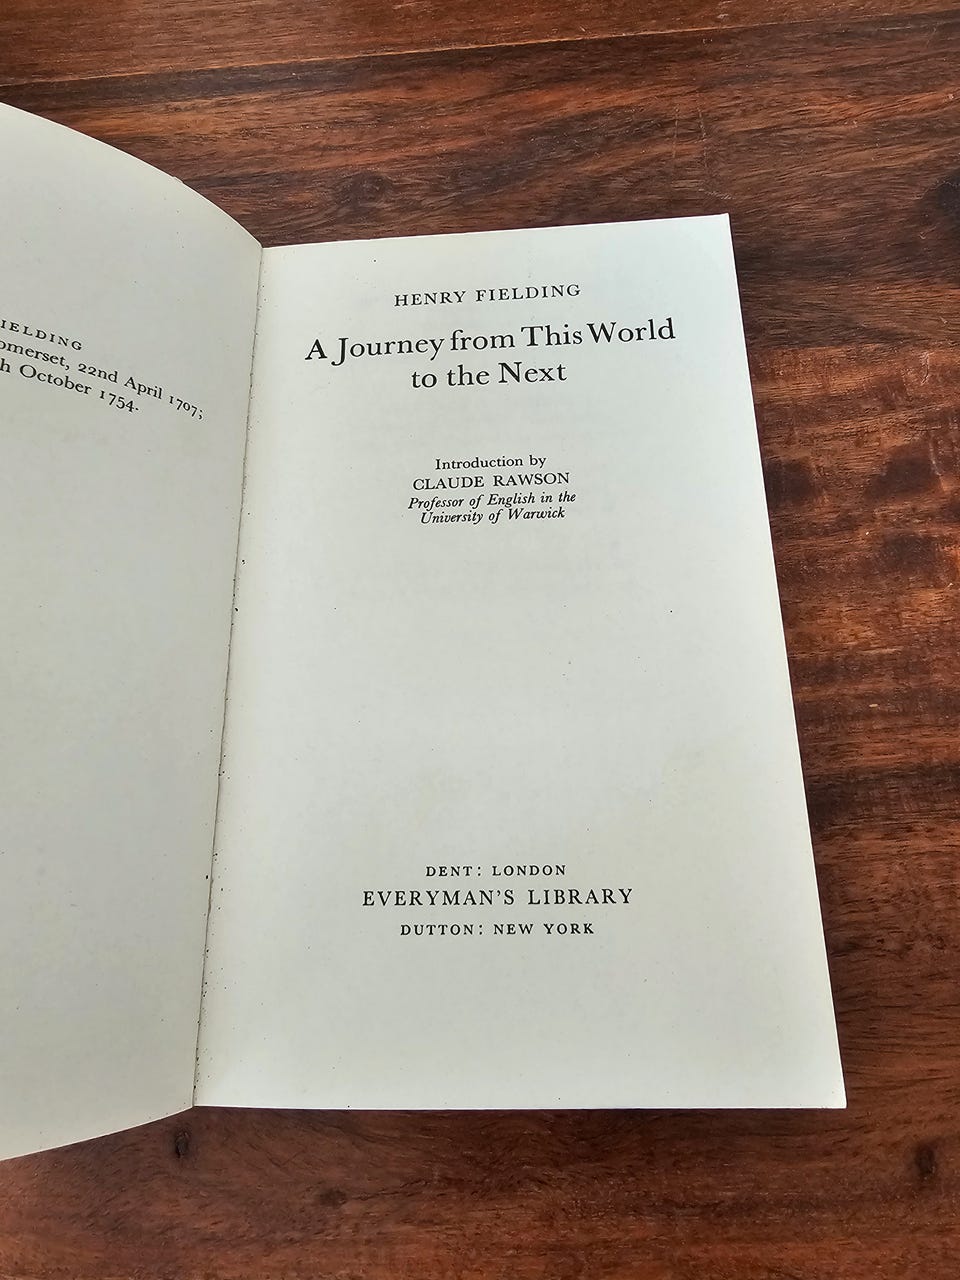 IELDING
omerset, 22nd April 1707;
h October 1754.
HENRY FIELDING
A Journey from This World
to the Next
Introduction by
CLAUDE RAWSON
Professor of English in the
University of Warwick
DENT: LONDON
EVERYMAN'S LIBRARY
DUTTON: NEW YORK